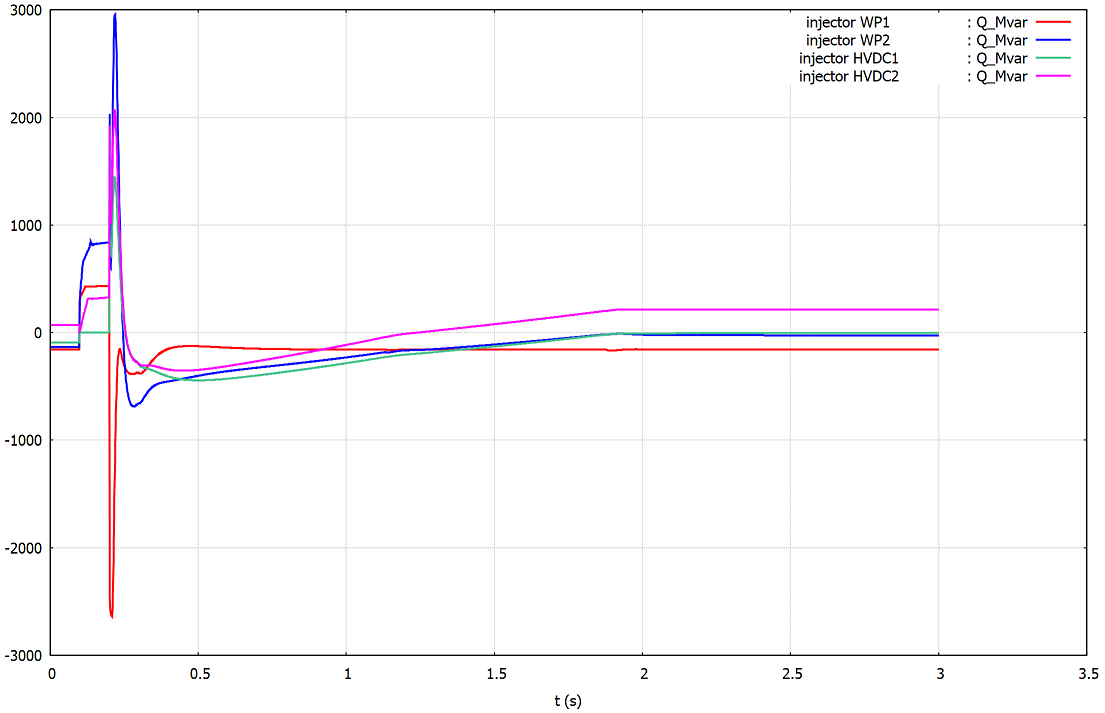 3000
2000
1000
0
-1000
-2000
-3000
injector WP1 : Q_Mvar
injector WP2 : Q_Mvar
injector HVDC1 : Q_Mvar
injector HVDC2 : Q_Mvar
0 0.5 1 1.5 2 2.5 3 3.5
t (s)